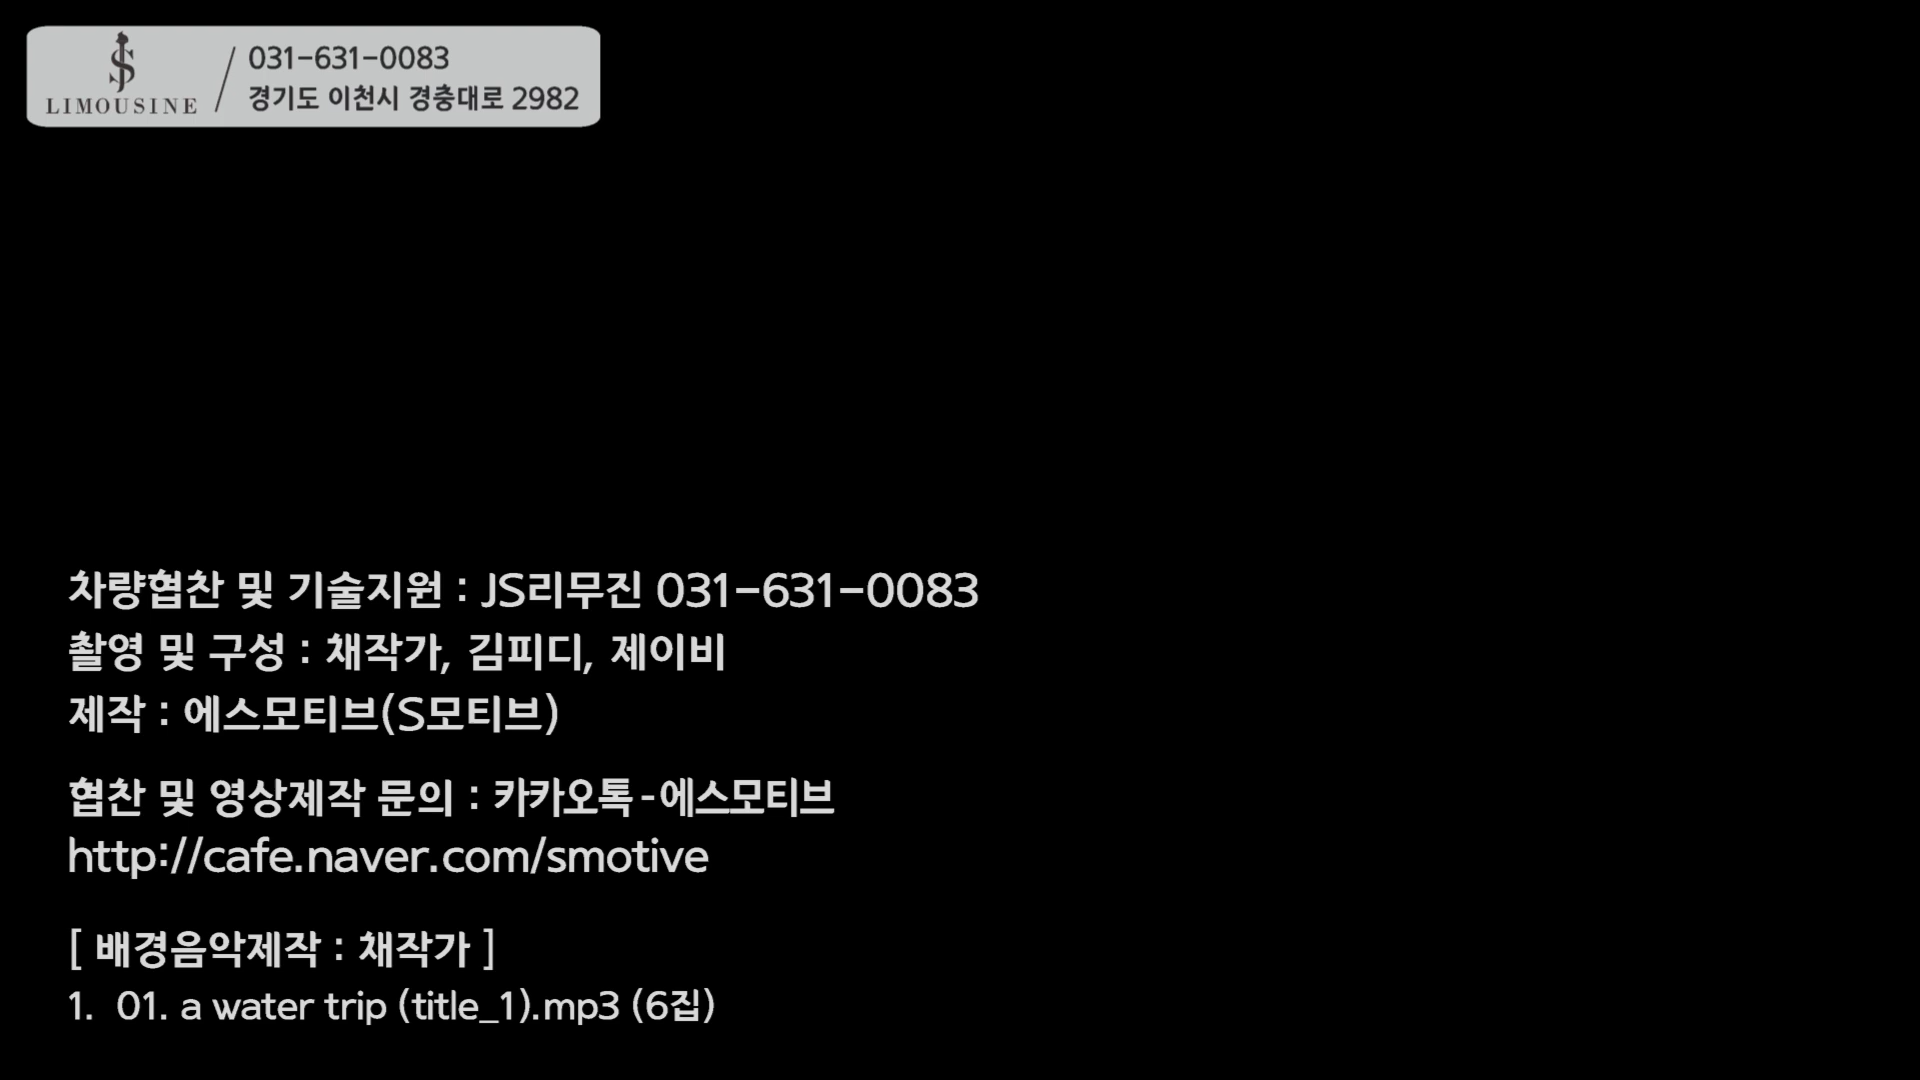 JS
LIMOUSINE
031-631-0083
경기도 이천시 경충대로 2982
차량협찬 및 기술지원 : JS리무진 031-631-0083
촬영 및 구성 : 채작가, 김피디, 제이비
제작 : 에스모티브(S모티브)
협찬 및 영상제작 문의 : 카카오톡-에스모티브
http://cafe.naver.com/smotive
[ 배경음악제작 : 채작가 ]
1. 01. a water trip (title_1).mp3 (6집)